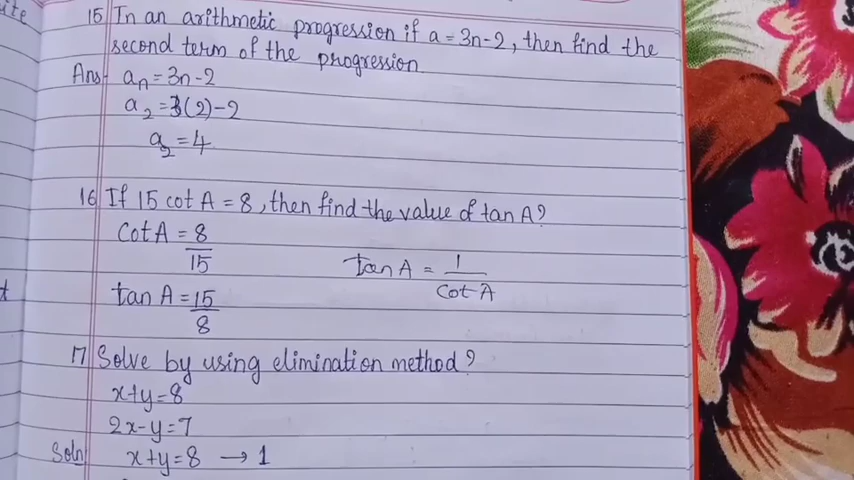 ite
15 In an arithmetic progression if a = 3n-2, then find the
second term of the progression
Ans aₙ = 3n-2
a₂ = 3(2)-2
a₂ = 4
16 If 15 cot A = 8, then find the value of tan A?
cot A = 8/15
tan A = 1/cot A
tan A = 15/8
17 Solve by using elimination method?
x+y=8
2x-y=7
Soln x+y=8 → 1